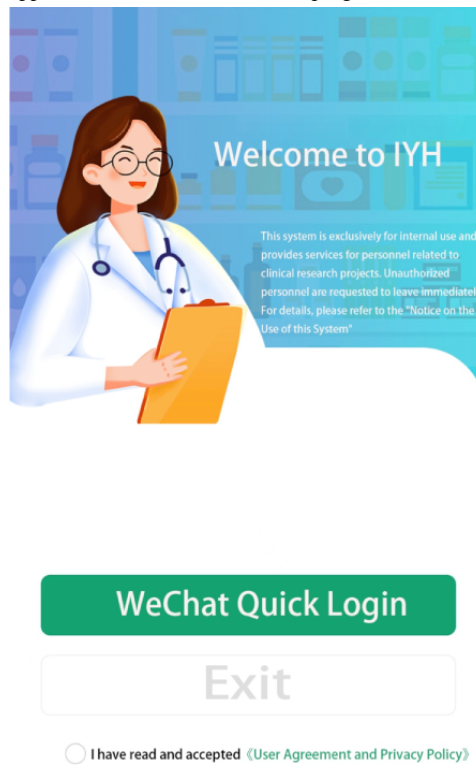 Welcome to IYH
This system is exclusively for internal use and
provides services for personnel related to
clinical research projects. Unauthorized
personnel are requested to leave immediatel
For details, please refer to the "Notice on the
Use of this System"
WeChat Quick Login
Exit
I have read and accepted《User Agreement and Privacy Policy》